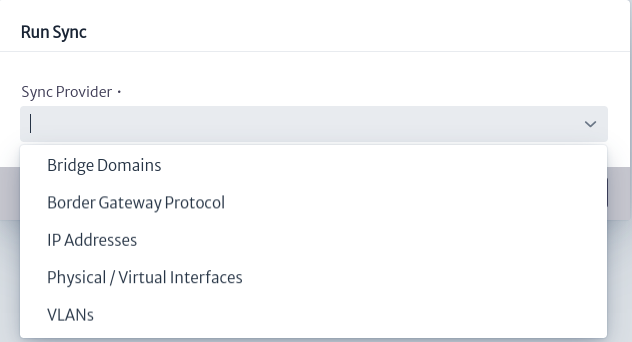 Run Sync
Sync Provider •
Bridge Domains
Border Gateway Protocol
IP Addresses
Physical / Virtual Interfaces
VLANs